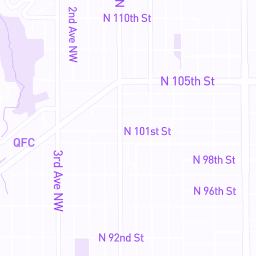 N 110th St
2nd Ave NW
N
N 105th St
N 101st St
QFC
3rd Ave NW
N 98th St
N 96th St
N 92nd St